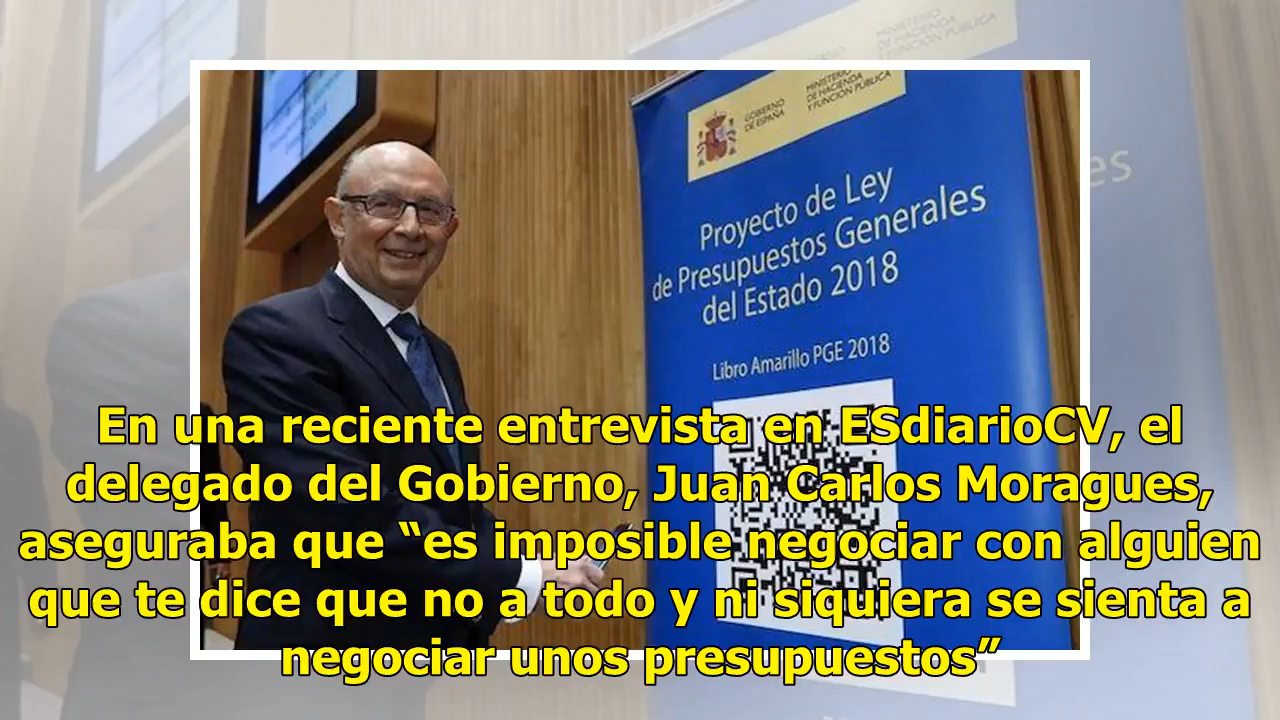 GOBIERNO
DE ESPAÑA
MINISTERIO
DE HACIENDA
Y FUNCIÓN PÚBLICA
Proyecto de Ley
de Presupuestos Generales
del Estado 2018
Libro Amarillo PGE 2018
En una reciente entrevista en ESdiarioCV, el
delegado del Gobierno, Juan Carlos Moragues,
aseguraba que “es imposible negociar con alguien
que te dice que no a todo y ni siquiera se sienta a
negociar unos presupuestos”